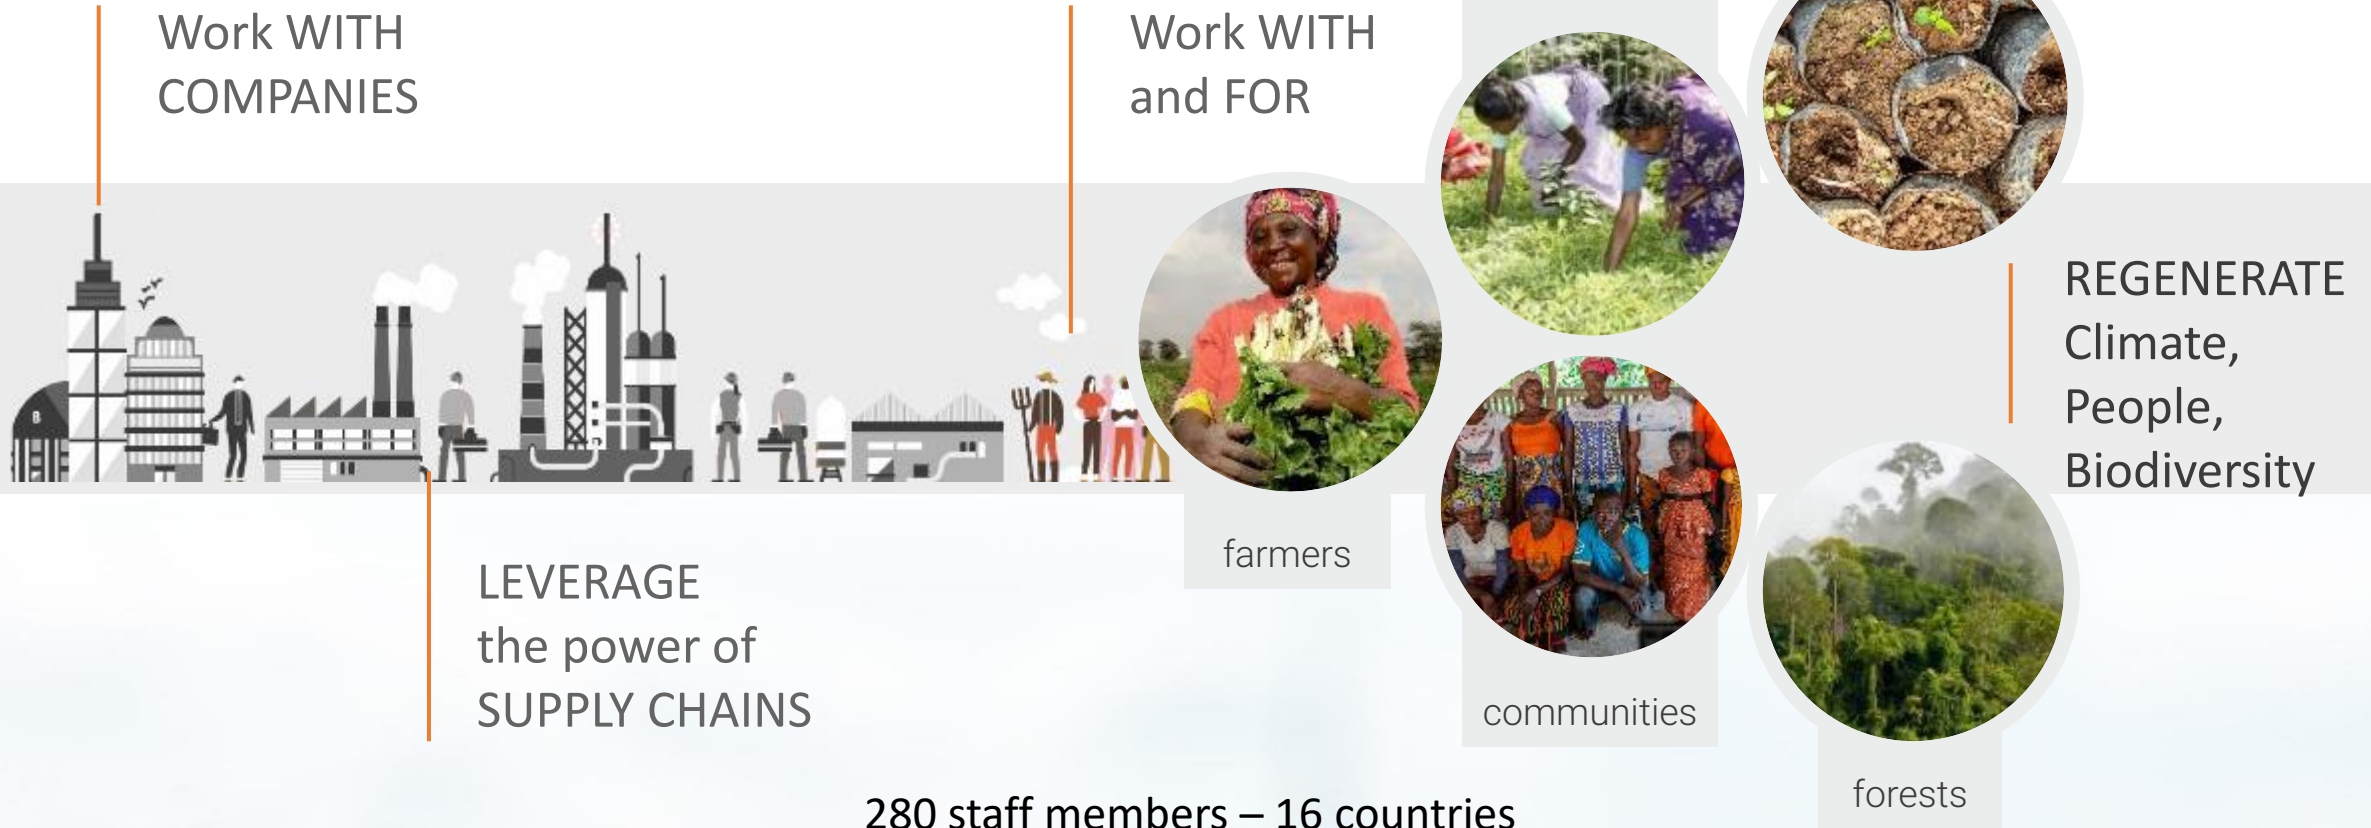 Work WITH
COMPANIES
Work WITH
and FOR
REGENERATE
Climate,
People,
Biodiversity
B
farmers
LEVERAGE
the power of
SUPPLY CHAINS
communities
forests
280 staff members – 16 countries